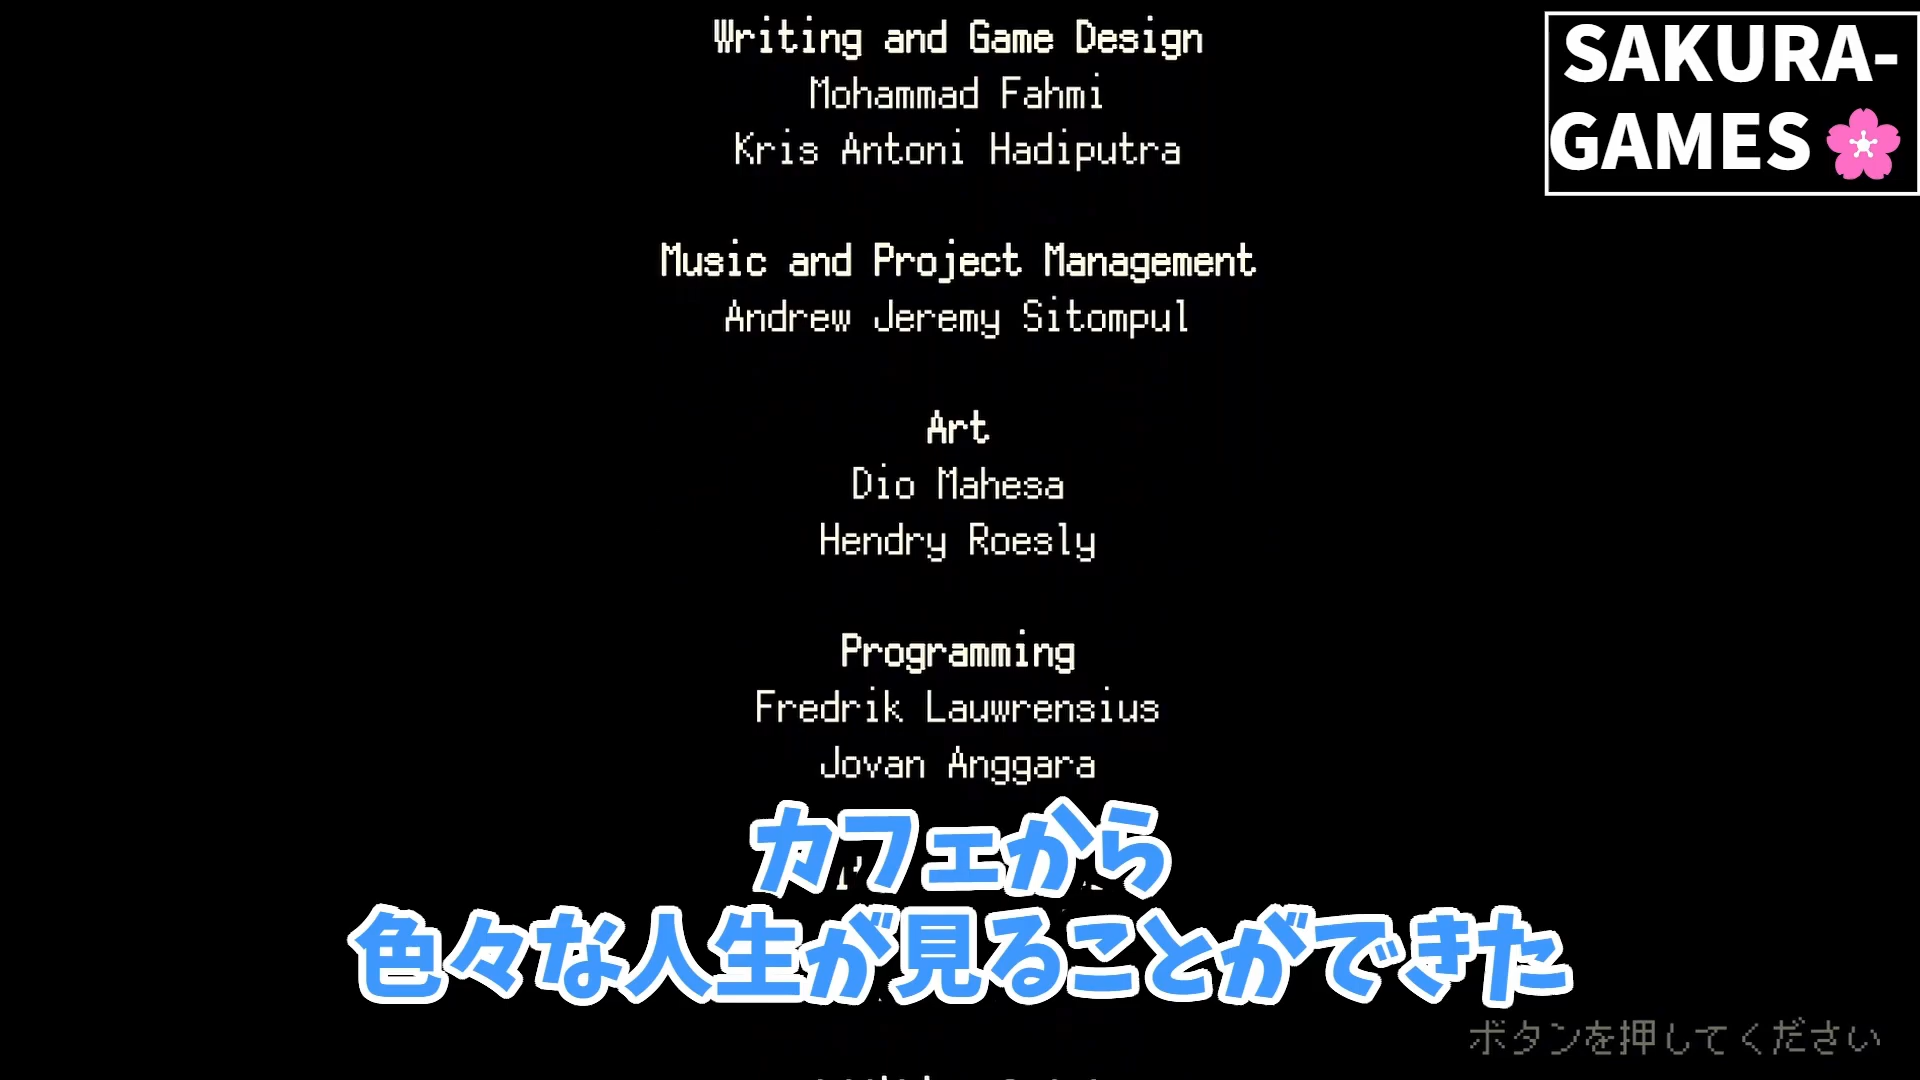 Writing and Game Design
Mohammad Fahmi
Kris Antoni Hadiputra
SAKURA-
GAMES
Music and Project Management
Andrew Jeremy Sitompul
Art
Dio Mahesa
Hendry Roesly
Programming
Fredrik Lauwrensius
Jovan Anggara
カフェから
色々な人生が見ることができた
ボタンを押してください